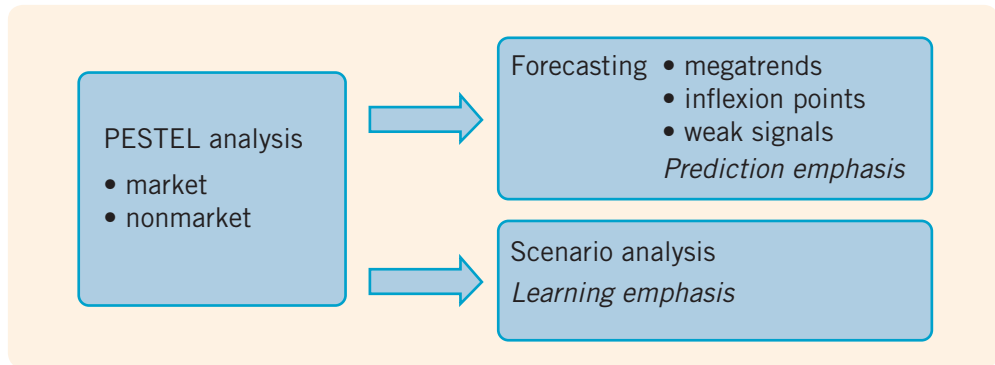 PESTEL analysis
• market
• nonmarket
Forecasting • megatrends
• inflexion points
• weak signals
Prediction emphasis
Scenario analysis
Learning emphasis